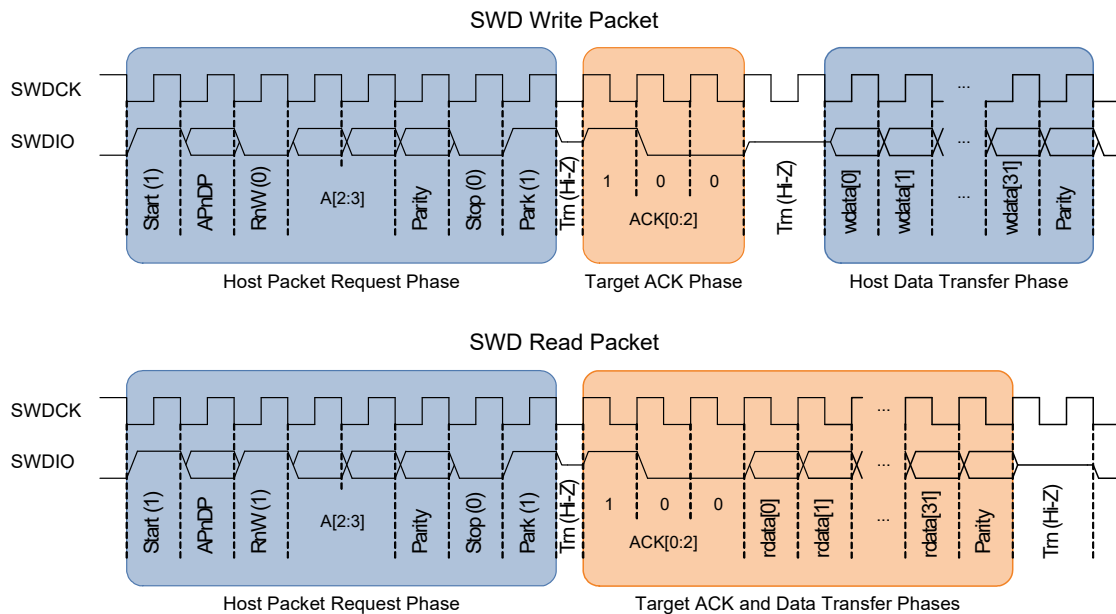 SWD Write Packet
SWDCK
...
SWDIO
...
Start (1) APnDP RnW (0) A[2:3] Parity Stop (0) Park (1) Trn (Hi-Z) 1 0 0 ACK[0:2] Trn (Hi-Z) wdata[0] wdata[1] ... wdata[31] Parity
Host Packet Request Phase Target ACK Phase Host Data Transfer Phase
SWD Read Packet
SWDCK
...
SWDIO
...
Start (1) APnDP RnW (1) A[2:3] Parity Stop (0) Park (1) Trn (Hi-Z) 1 0 0 ACK[0:2] rdata[0] rdata[1] ... rdata[31] Parity Trn (Hi-Z)
Host Packet Request Phase Target ACK and Data Transfer Phases